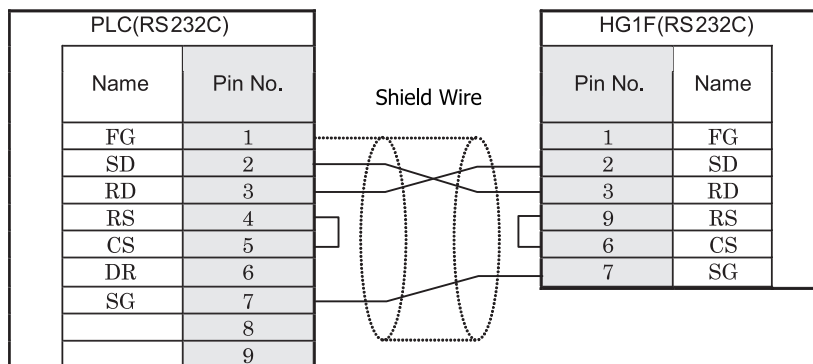 PLC(RS232C)
Name Pin No.
FG 1
SD 2
RD 3
RS 4
CS 5
DR 6
SG 7
8
9
Shield Wire
HG1F(RS232C)
Pin No. Name
1 FG
2 SD
3 RD
9 RS
6 CS
7 SG